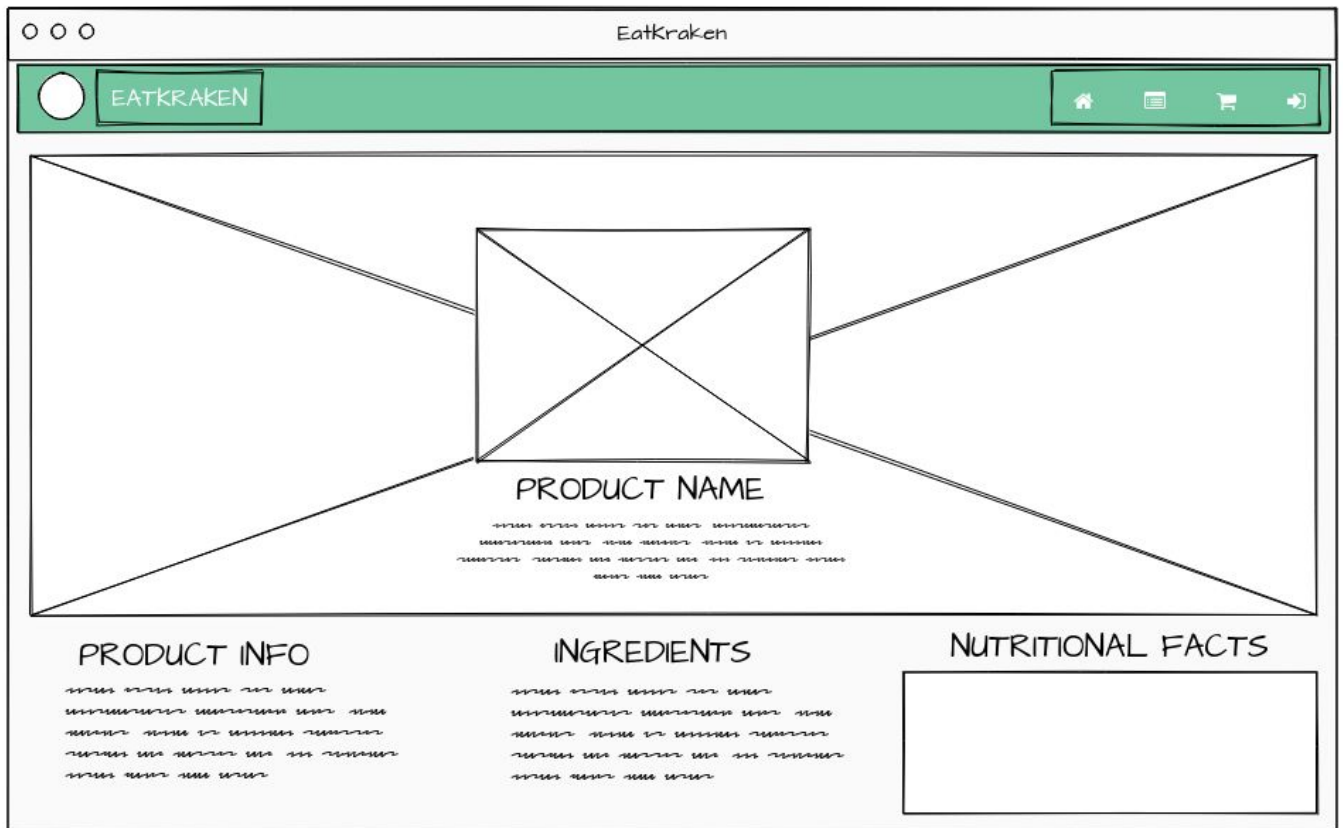 EatKraken
EATKRAKEN
PRODUCT NAME
PRODUCT INFO
INGREDIENTS
NUTRITIONAL FACTS